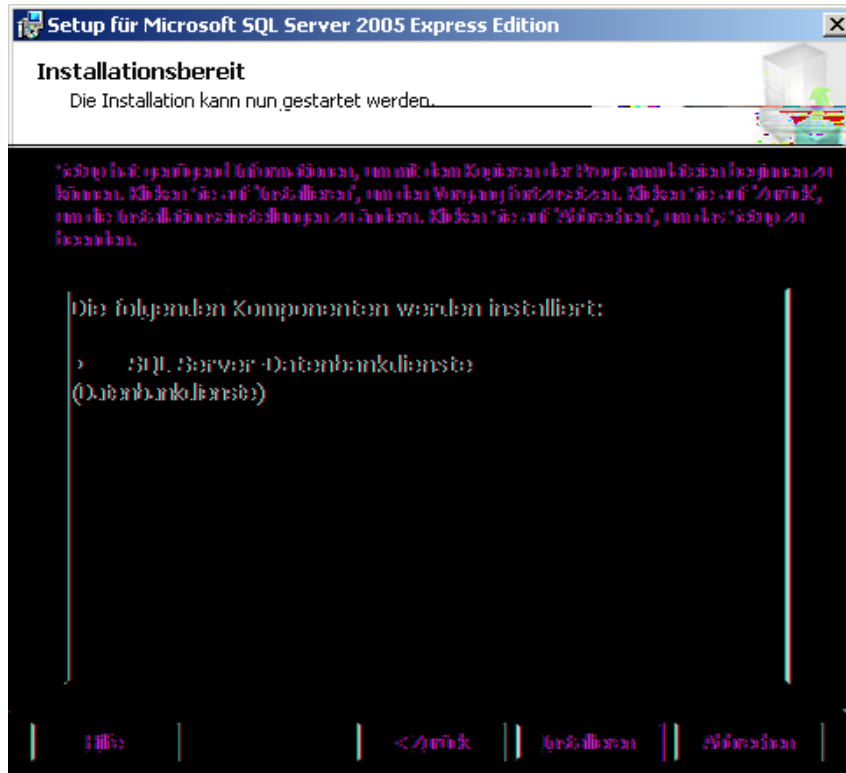 Setup für Microsoft SQL Server 2005 Express Edition
Installationsbereit
Die Installation kann nun gestartet werden.
Setup hat genügend Informationen, um mit dem Kopieren der Programmdateien beginnen zu
können. Klicken Sie auf 'Installieren', um den Vorgang fortzusetzen. Klicken Sie auf 'Zurück',
um die Installationseinstellungen zu ändern. Klicken Sie auf 'Abbrechen', um das Setup zu
beenden.
Die folgenden Komponenten werden installiert:
SQL Server-Datenbankdienste
(Datenbankdienste)
Hilfe < Zurück Installieren Abbrechen